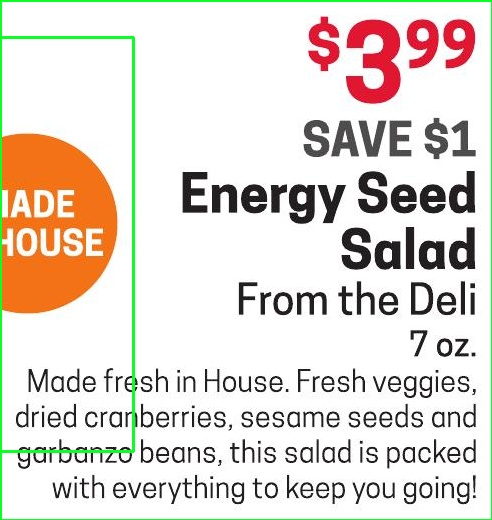 $3.99
SAVE $1
Energy Seed
Salad
From the Deli
7 oz.
HOUSE
Made fresh in House. Fresh veggies,
dried cranberries, sesame seeds and
garbanzo beans, this salad is packed
with everything to keep you going!